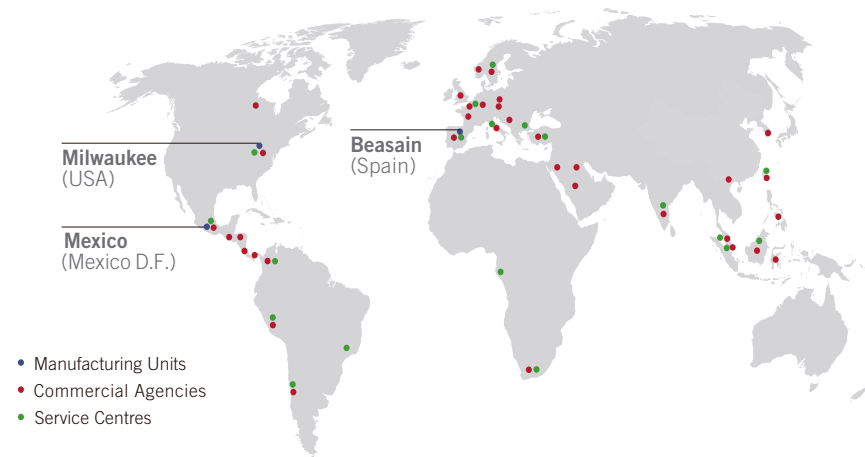 Milwaukee
(USA)
Beasain
(Spain)
Mexico
(Mexico D.F.)
Manufacturing Units
Commercial Agencies
Service Centres